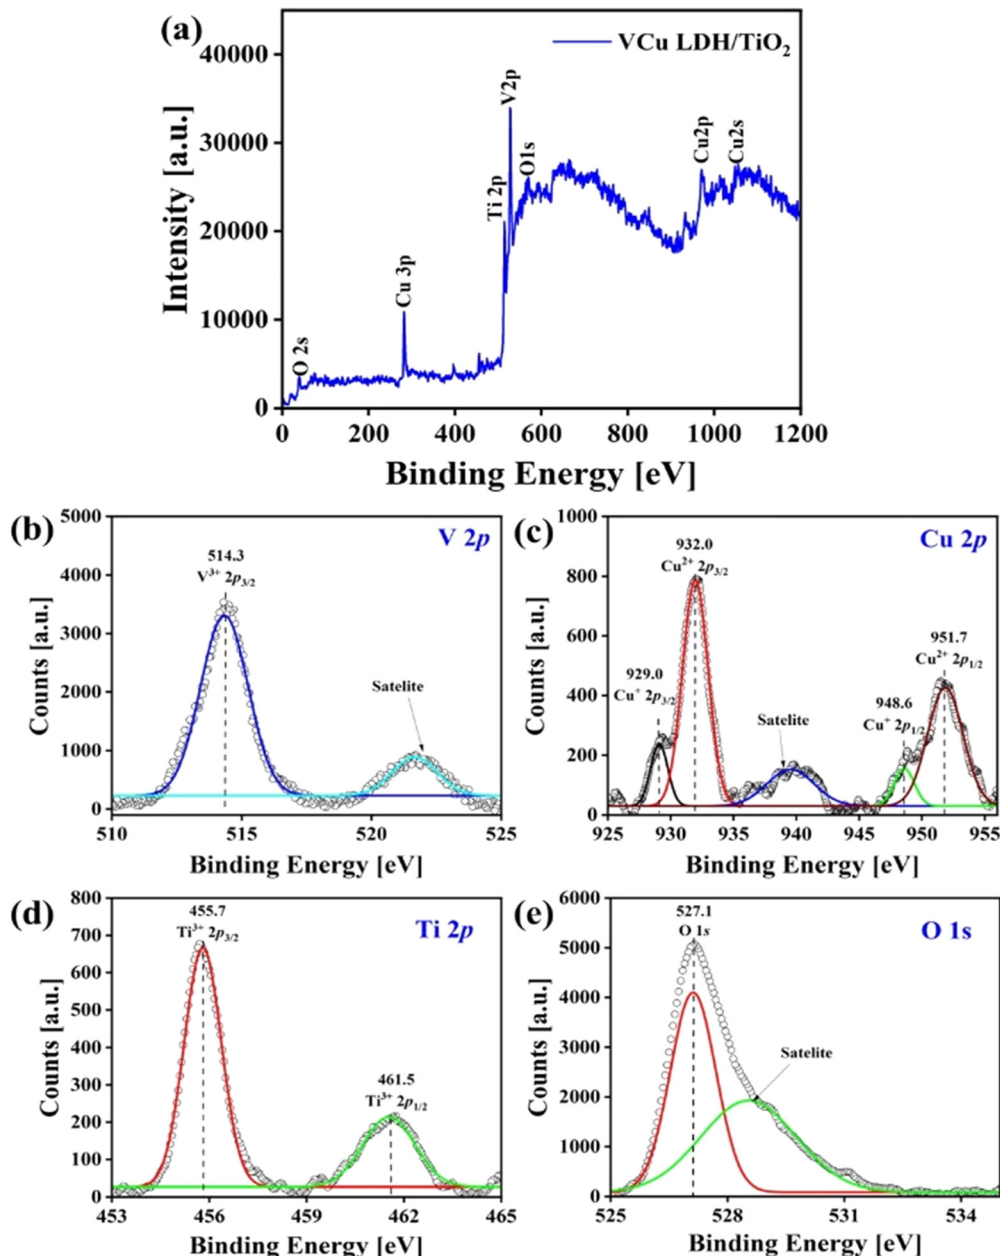 (a)
VCu LDH/TiO₂
40000
30000
20000
10000
0
Intensity [a.u.]
O 2s
Cu 3p
Ti 2p
V2p
O1s
Cu2p
Cu2s
0 200 400 600 800 1000 1200
Binding Energy [eV]
(b)
V 2p
5000
4000
3000
2000
1000
0
Counts [a.u.]
514.3
V³⁺ 2p₃/₂
Satelite
510 515 520 525
Binding Energy [eV]
(c)
Cu 2p
1000
800
600
400
200
0
Counts [a.u.]
932.0
Cu²⁺ 2p₃/₂
929.0
Cu⁺ 2p₃/₂
Satelite
948.6
Cu⁺ 2p₁/₂
951.7
Cu²⁺ 2p₁/₂
925 930 935 940 945 950 955
Binding Energy [eV]
(d)
Ti 2p
800
700
600
500
400
300
200
100
0
Counts [a.u.]
455.7
Ti³⁺ 2p₃/₂
461.5
Ti³⁺ 2p₁/₂
453 456 459 462 465
Binding Energy [eV]
(e)
O 1s
6000
5000
4000
3000
2000
1000
0
Counts [a.u.]
527.1
O 1s
Satelite
525 528 531 534
Binding Energy [eV]